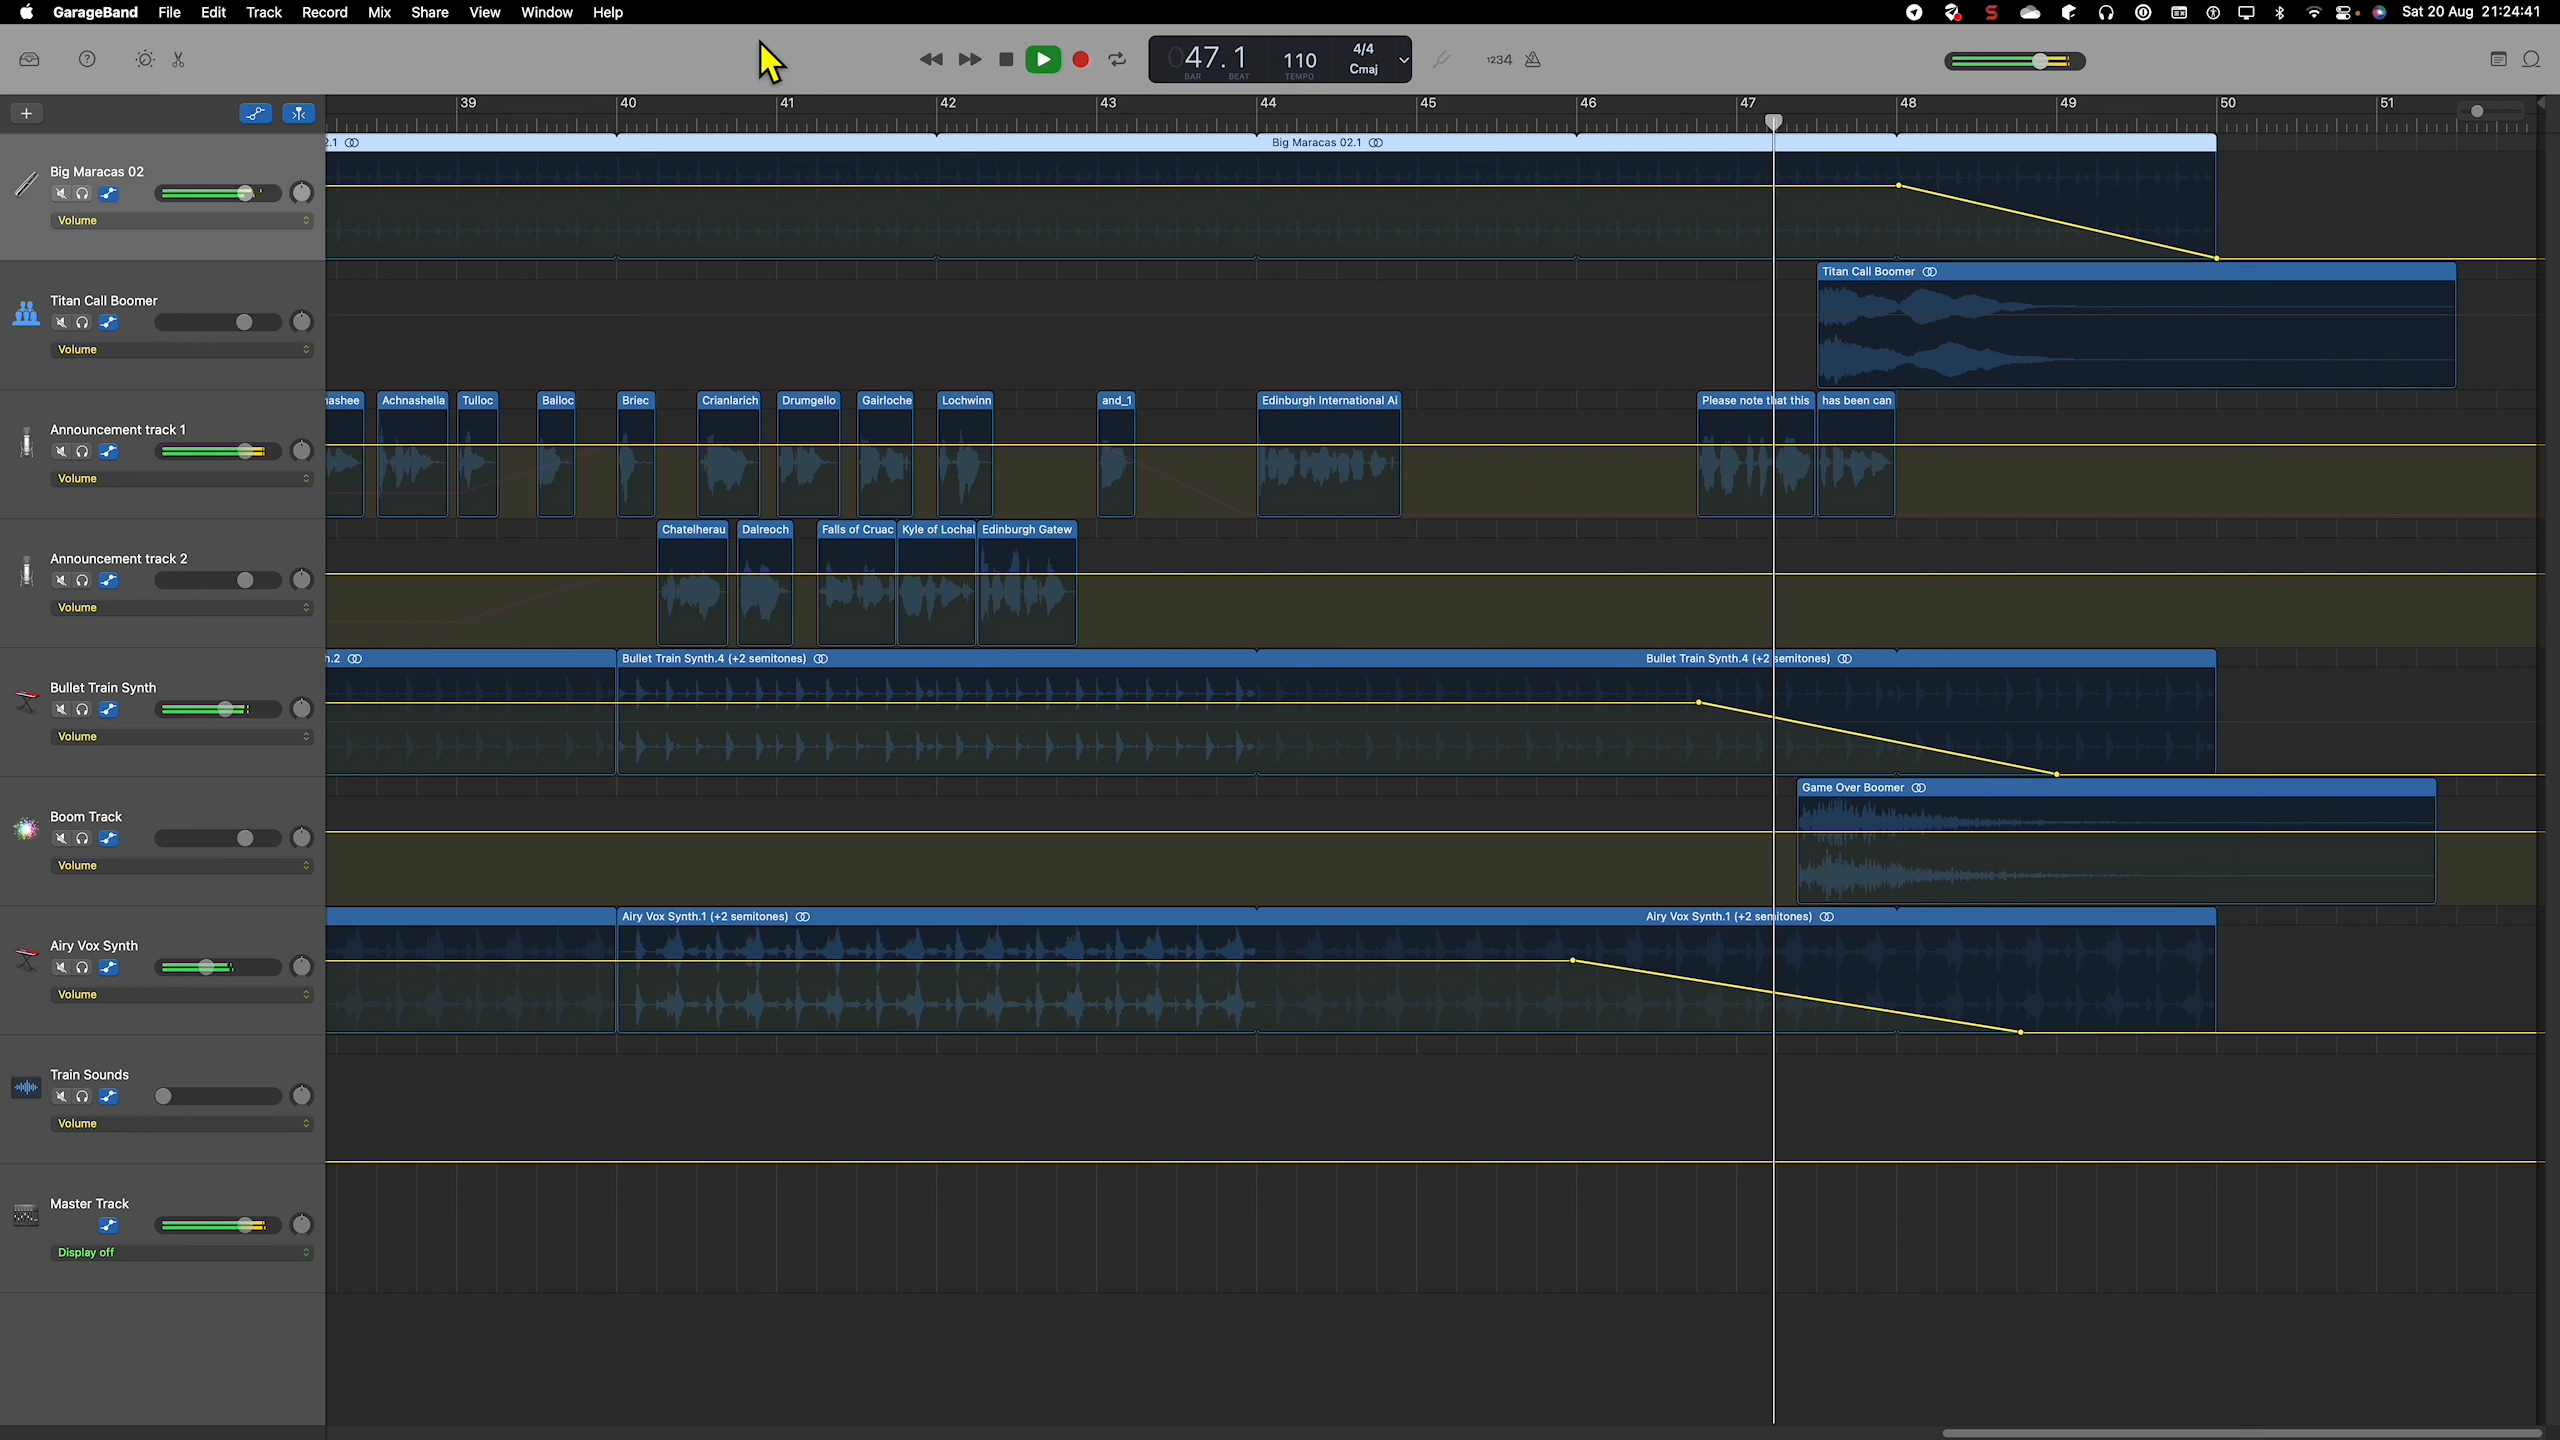 GarageBand File Edit Track Record Mix Share View Window Help
Sat 20 Aug 21:24:41
047.1 110 4/4
Cmaj
BAR BEAT TEMPO
1234
39 40 41 42 43 44 45 46 47 48 49 50 51
2.1 Big Maracas 02.1
Big Maracas 02
Volume
Titan Call Boomer
Titan Call Boomer
Volume
ashee Achnashella Tulloc Balloc Briec Crianlarich Drumgello Gairloche Lochwinn and_1 Edinburgh International Ai Please note that this has been can
Announcement track 1
Volume
Chatelherau Dalreoch Falls of Cruac Kyle of Lochal Edinburgh Gatew
Announcement track 2
Volume
h.2 Bullet Train Synth.4 (+2 semitones) Bullet Train Synth.4 (+2 semitones)
Bullet Train Synth
Volume
Game Over Boomer
Boom Track
Volume
Airy Vox Synth.1 (+2 semitones) Airy Vox Synth.1 (+2 semitones)
Airy Vox Synth
Volume
Train Sounds
Volume
Master Track
Display off